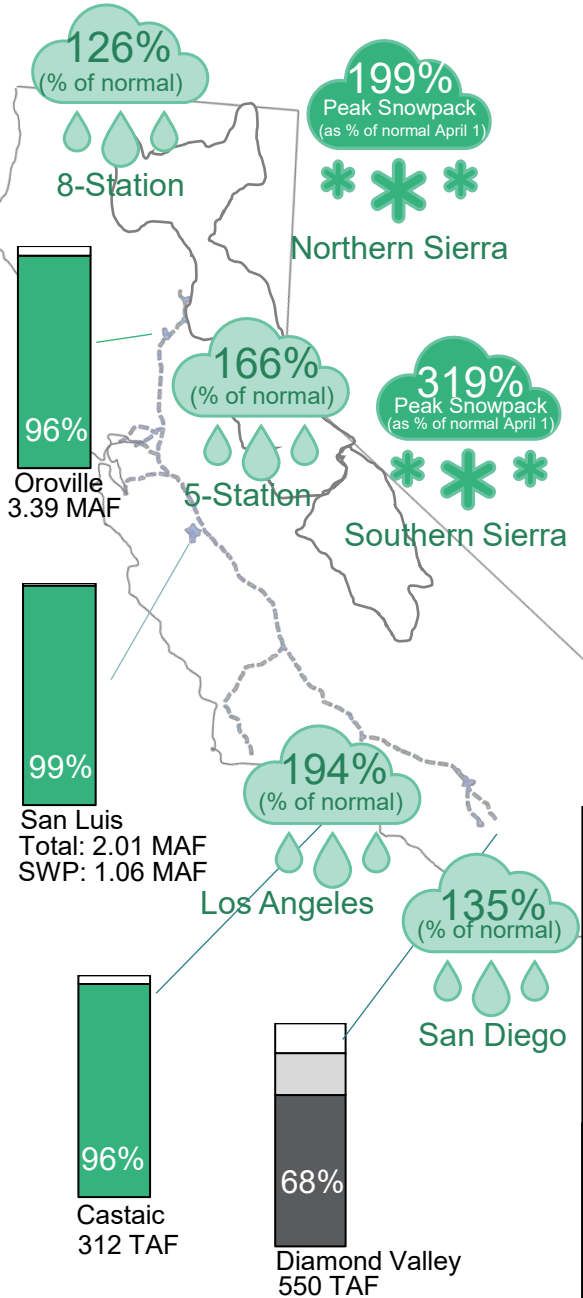 126%
(% of normal)
8-Station
199%
Peak Snowpack
(as % of normal April 1)
Northern Sierra
96%
Oroville
3.39 MAF
166%
(% of normal)
5-Station
319%
Peak Snowpack
(as % of normal April 1)
Southern Sierra
99%
San Luis
Total: 2.01 MAF
SWP: 1.06 MAF
194%
(% of normal)
Los Angeles
135%
(% of normal)
San Diego
96%
Castaic
312 TAF
68%
Diamond Valley
550 TAF